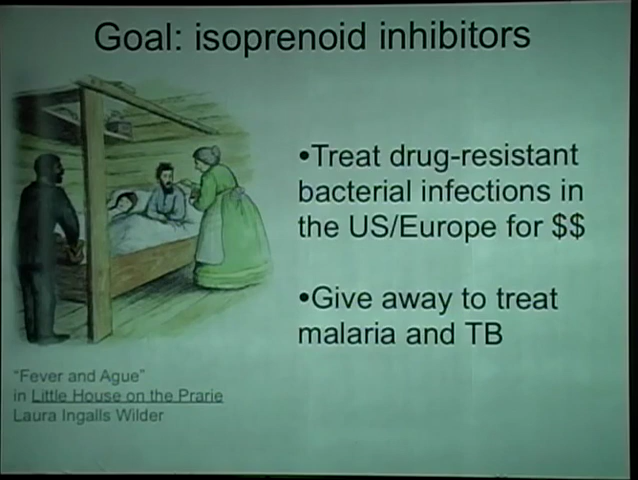 Goal: isoprenoid inhibitors
•Treat drug-resistant
bacterial infections in
the US/Europe for $$
•Give away to treat
malaria and TB
“Fever and Ague”
in Little House on the Prarie
Laura Ingalls Wilder